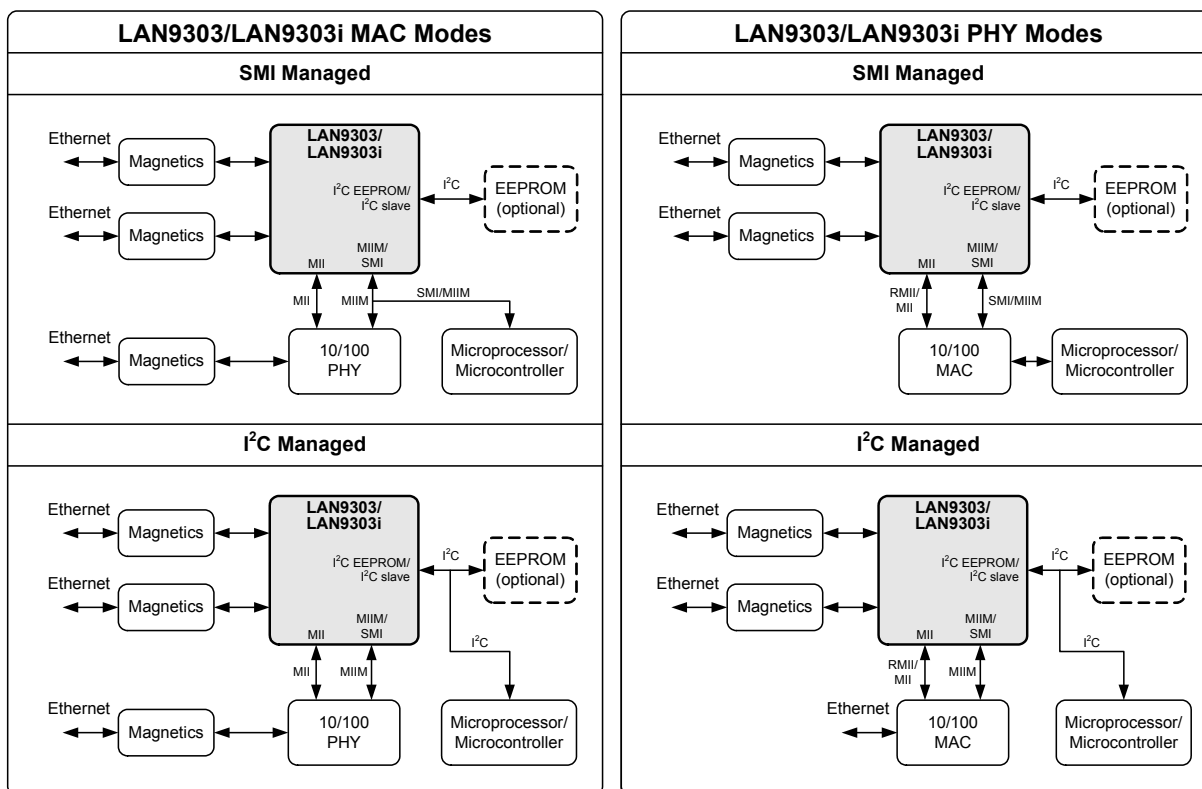 LAN9303/LAN9303i MAC Modes
SMI Managed
Ethernet
Magnetics
Ethernet
Magnetics
LAN9303/
LAN9303i
I²C EEPROM/
I²C slave
MII
MIIM/
SMI
I²C
EEPROM
(optional)
MII
MIIM
SMI/MIIM
Ethernet
Magnetics
10/100
PHY
Microprocessor/
Microcontroller
I²C Managed
Ethernet
Magnetics
Ethernet
Magnetics
LAN9303/
LAN9303i
I²C EEPROM/
I²C slave
MII
MIIM/
SMI
I²C
EEPROM
(optional)
MII
MIIM
I²C
Ethernet
Magnetics
10/100
PHY
Microprocessor/
Microcontroller
LAN9303/LAN9303i PHY Modes
SMI Managed
Ethernet
Magnetics
Ethernet
Magnetics
LAN9303/
LAN9303i
I²C EEPROM/
I²C slave
MII
MIIM/
SMI
I²C
EEPROM
(optional)
RMII/
MII
SMI/MIIM
10/100
MAC
Microprocessor/
Microcontroller
I²C Managed
Ethernet
Magnetics
Ethernet
Magnetics
LAN9303/
LAN9303i
I²C EEPROM/
I²C slave
MII
MIIM/
SMI
I²C
EEPROM
(optional)
RMII/
MII
MIIM
I²C
Ethernet
10/100
MAC
Microprocessor/
Microcontroller